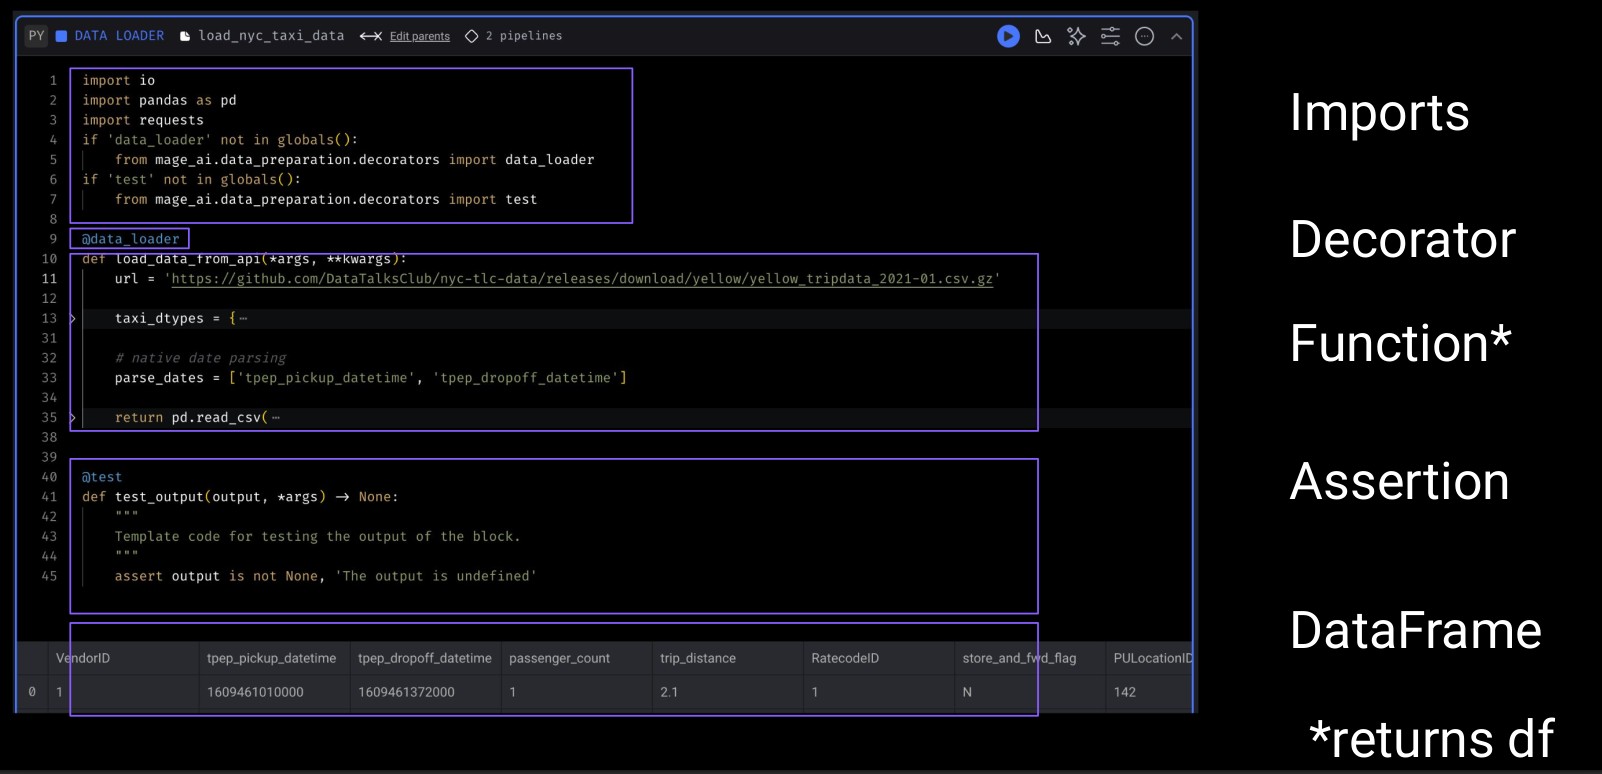 PY DATA LOADER load_nyc_taxi_data Edit parents 2 pipelines
1 import io
2 import pandas as pd
3 import requests
4 if 'data_loader' not in globals():
5 from mage_ai.data_preparation.decorators import data_loader
6 if 'test' not in globals():
7 from mage_ai.data_preparation.decorators import test
8
9 @data_loader
10 def load_data_from_api(*args, **kwargs):
11 url = 'https://github.com/DataTalksClub/nyc-tlc-data/releases/download/yellow/yellow_tripdata_2021-01.csv.gz'
12
13 taxi_dtypes = {⋯
31
32 # native date parsing
33 parse_dates = ['tpep_pickup_datetime', 'tpep_dropoff_datetime']
34
35 return pd.read_csv(⋯
38
39
40 @test
41 def test_output(output, *args) -> None:
42 """
43 Template code for testing the output of the block.
44 """
45 assert output is not None, 'The output is undefined'
VendorID tpep_pickup_datetime tpep_dropoff_datetime passenger_count trip_distance RatecodeID store_and_fwd_flag PULocationID
0 1 1609461010000 1609461372000 1 2.1 1 N 142
Imports
Decorator
Function*
Assertion
DataFrame
*returns df